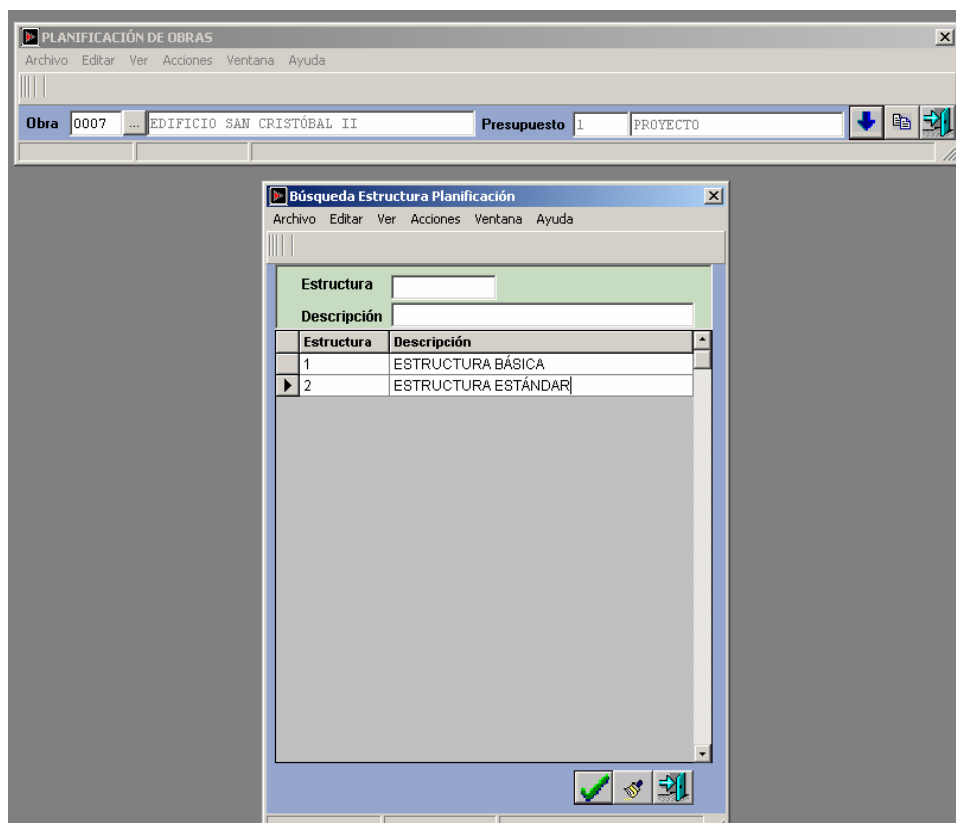 PLANIFICACIÓN DE OBRAS
Archivo Editar Ver Acciones Ventana Ayuda
Obra 0007 ... EDIFICIO SAN CRISTÓBAL II Presupuesto 1 PROYECTO
Búsqueda Estructura Planificación
Archivo Editar Ver Acciones Ventana Ayuda
Estructura
Descripción
Estructura Descripción
1 ESTRUCTURA BÁSICA
2 ESTRUCTURA ESTÁNDAR